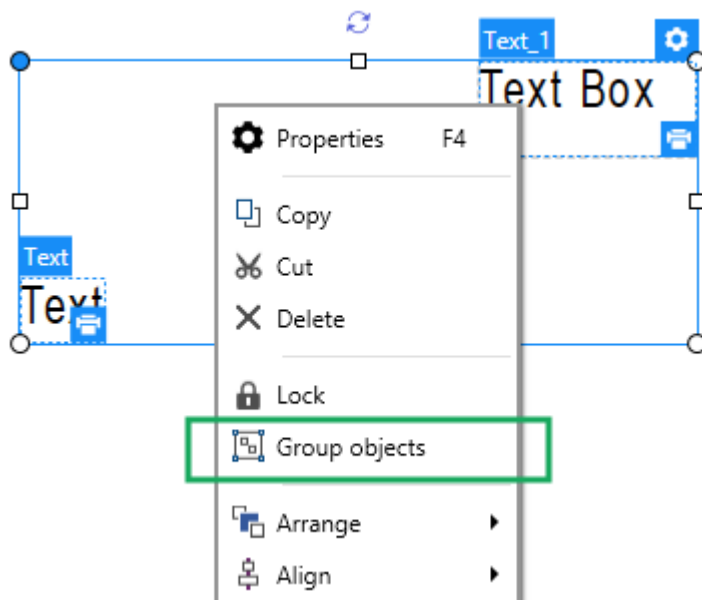 Text_1
Text Box
Properties F4
Copy
Cut
Text
Text
Delete
Lock
Group objects
Arrange
Align